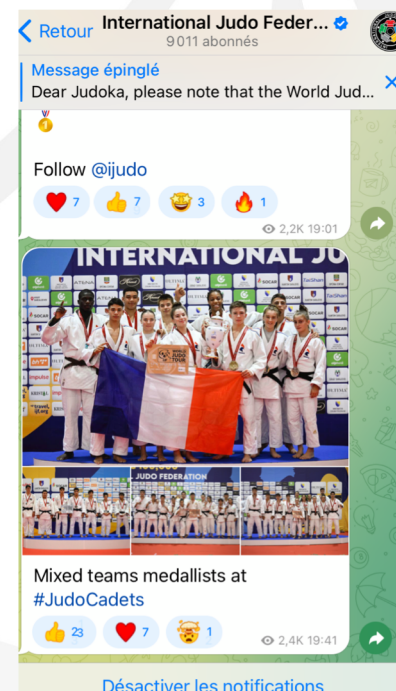 Retour
International Judo Feder...
9 011 abonnés
Message épinglé
Dear Judoka, please note that the World Jud...
Follow @ijudo
7
7
3
1
2,2K 19:01
INTERNATIONAL JU
SOCAR
JUDO FEDERATION
Mixed teams medallists at
#JudoCadets
23
7
1
2,4K 19:41
Désactiver les notifications